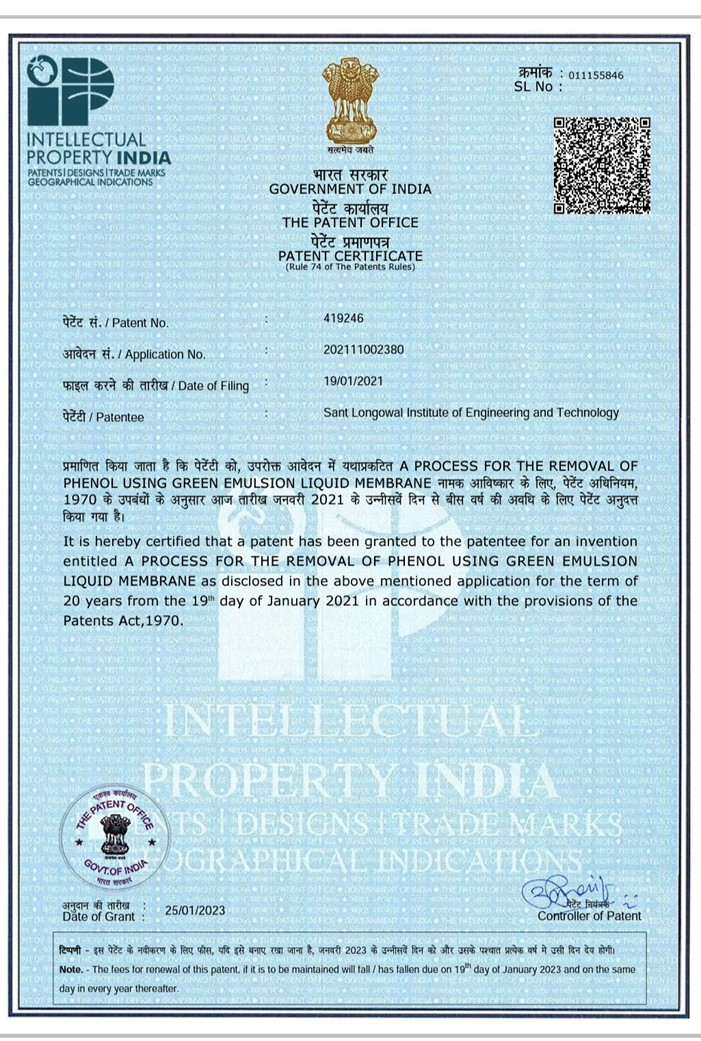 क्रमांक : 011155846
SL No :
INTELLECTUAL
PROPERTY INDIA
PATENTS | DESIGNS | TRADE MARKS
GEOGRAPHICAL INDICATIONS
सत्यमेव जयते
भारत सरकार
GOVERNMENT OF INDIA
पेटेंट कार्यालय
THE PATENT OFFICE
पेटेंट प्रमाणपत्र
PATENT CERTIFICATE
(Rule 74 of The Patents Rules)
पेटेंट सं. / Patent No. : 419246
आवेदन सं. / Application No. : 202111002380
फाइल करने की तारीख / Date of Filing : 19/01/2021
पेटेंटी / Patentee : Sant Longowal Institute of Engineering and Technology
प्रमाणित किया जाता है कि पेटेंटी को, उपरोक्त आवेदन में यथाप्रकटित A PROCESS FOR THE REMOVAL OF
PHENOL USING GREEN EMULSION LIQUID MEMBRANE नामक आविष्कार के लिए, पेटेंट अधिनियम,
1970 के उपबंधों के अनुसार आज तारीख जनवरी 2021 के उन्नीसवें दिन से बीस वर्ष की अवधि के लिए पेटेंट अनुदत्त
किया गया है।
It is hereby certified that a patent has been granted to the patentee for an invention
entitled A PROCESS FOR THE REMOVAL OF PHENOL USING GREEN EMULSION
LIQUID MEMBRANE as disclosed in the above mentioned application for the term of
20 years from the 19th day of January 2021 in accordance with the provisions of the
Patents Act,1970.
INTELLECTUAL
PROPERTY INDIA
TS | DESIGNS | TRADE MARKS
OGRAPHICAL INDICATIONS
THE PATENT OFFICE
GOVT.OF INDIA
भारत सरकार
अनुदान की तारीख :
Date of Grant : 25/01/2023
पेटेंट नियंत्रक
Controller of Patent
टिप्पणी - इस पेटेंट के नवीकरण के लिए फीस, यदि इसे बनाए रखा जाना है, जनवरी 2023 के उन्नीसवें दिन को और उसके पश्चात प्रत्येक वर्ष मे उसी दिन देय होगी।
Note. - The fees for renewal of this patent, if it is to be maintained will fall / has fallen due on 19th day of January 2023 and on the same
day in every year thereafter.